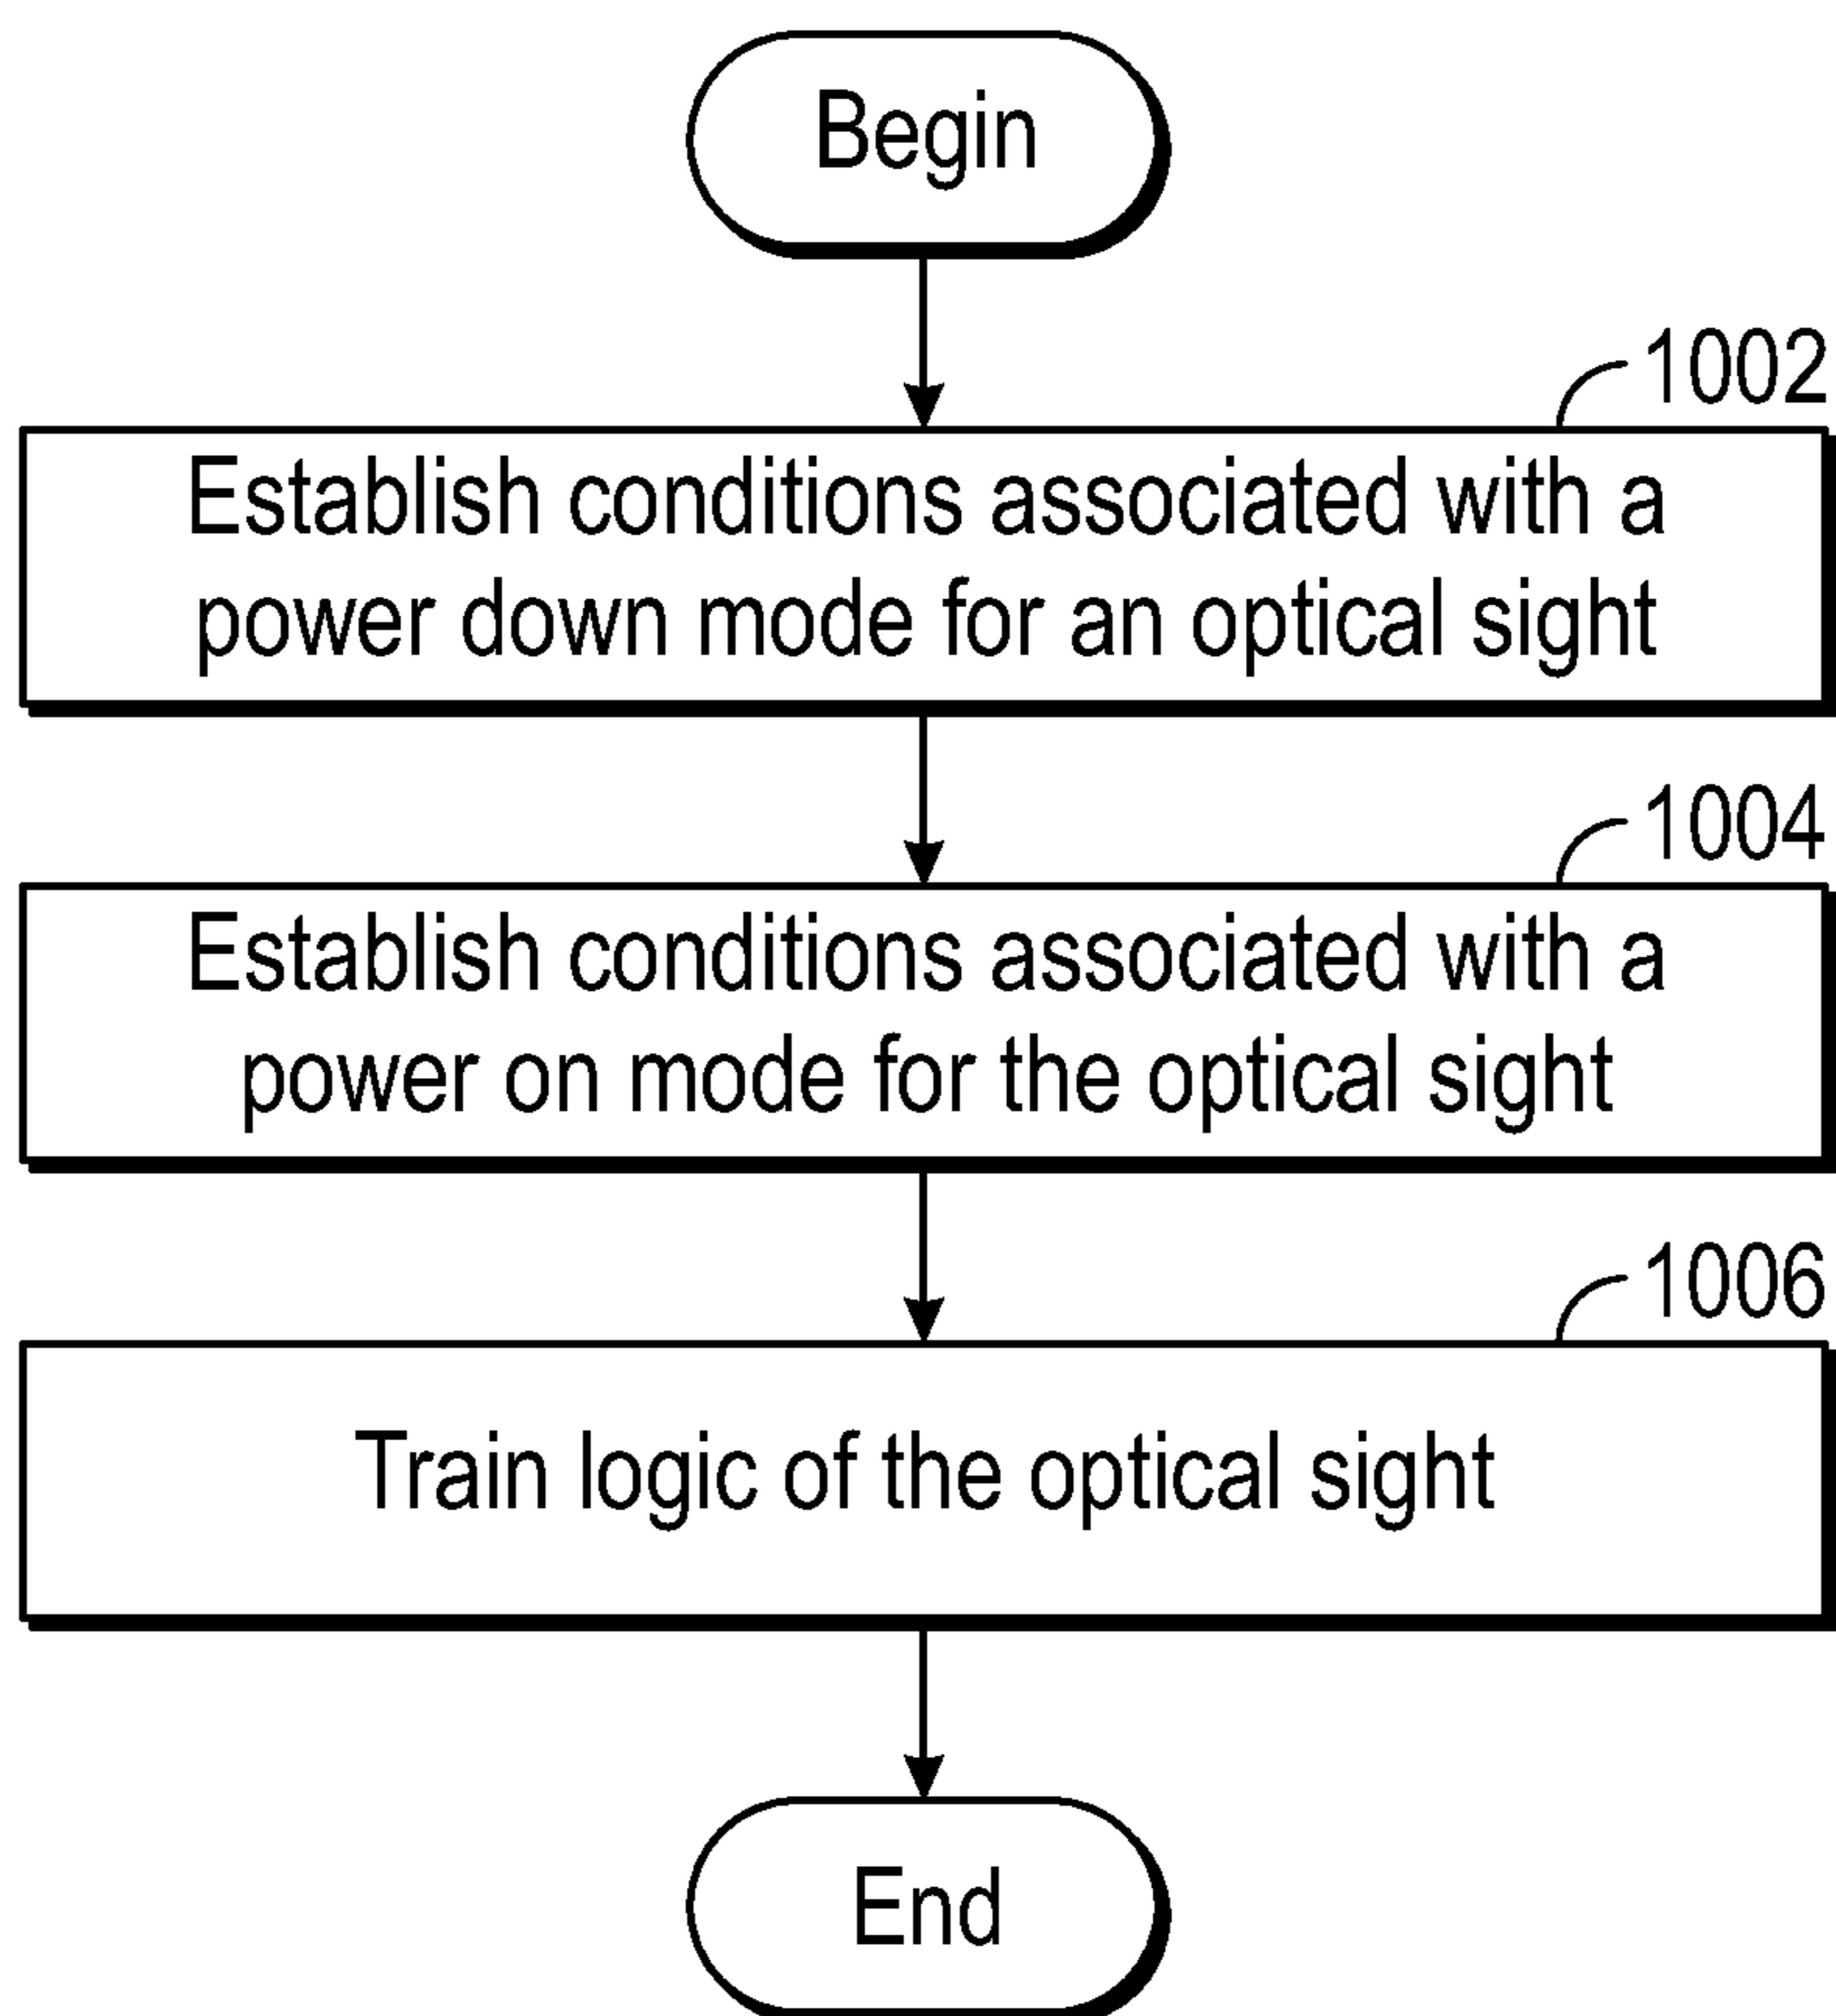 Begin
1002
Establish conditions associated with a
power down mode for an optical sight
1004
Establish conditions associated with a
power on mode for the optical sight
1006
Train logic of the optical sight
End